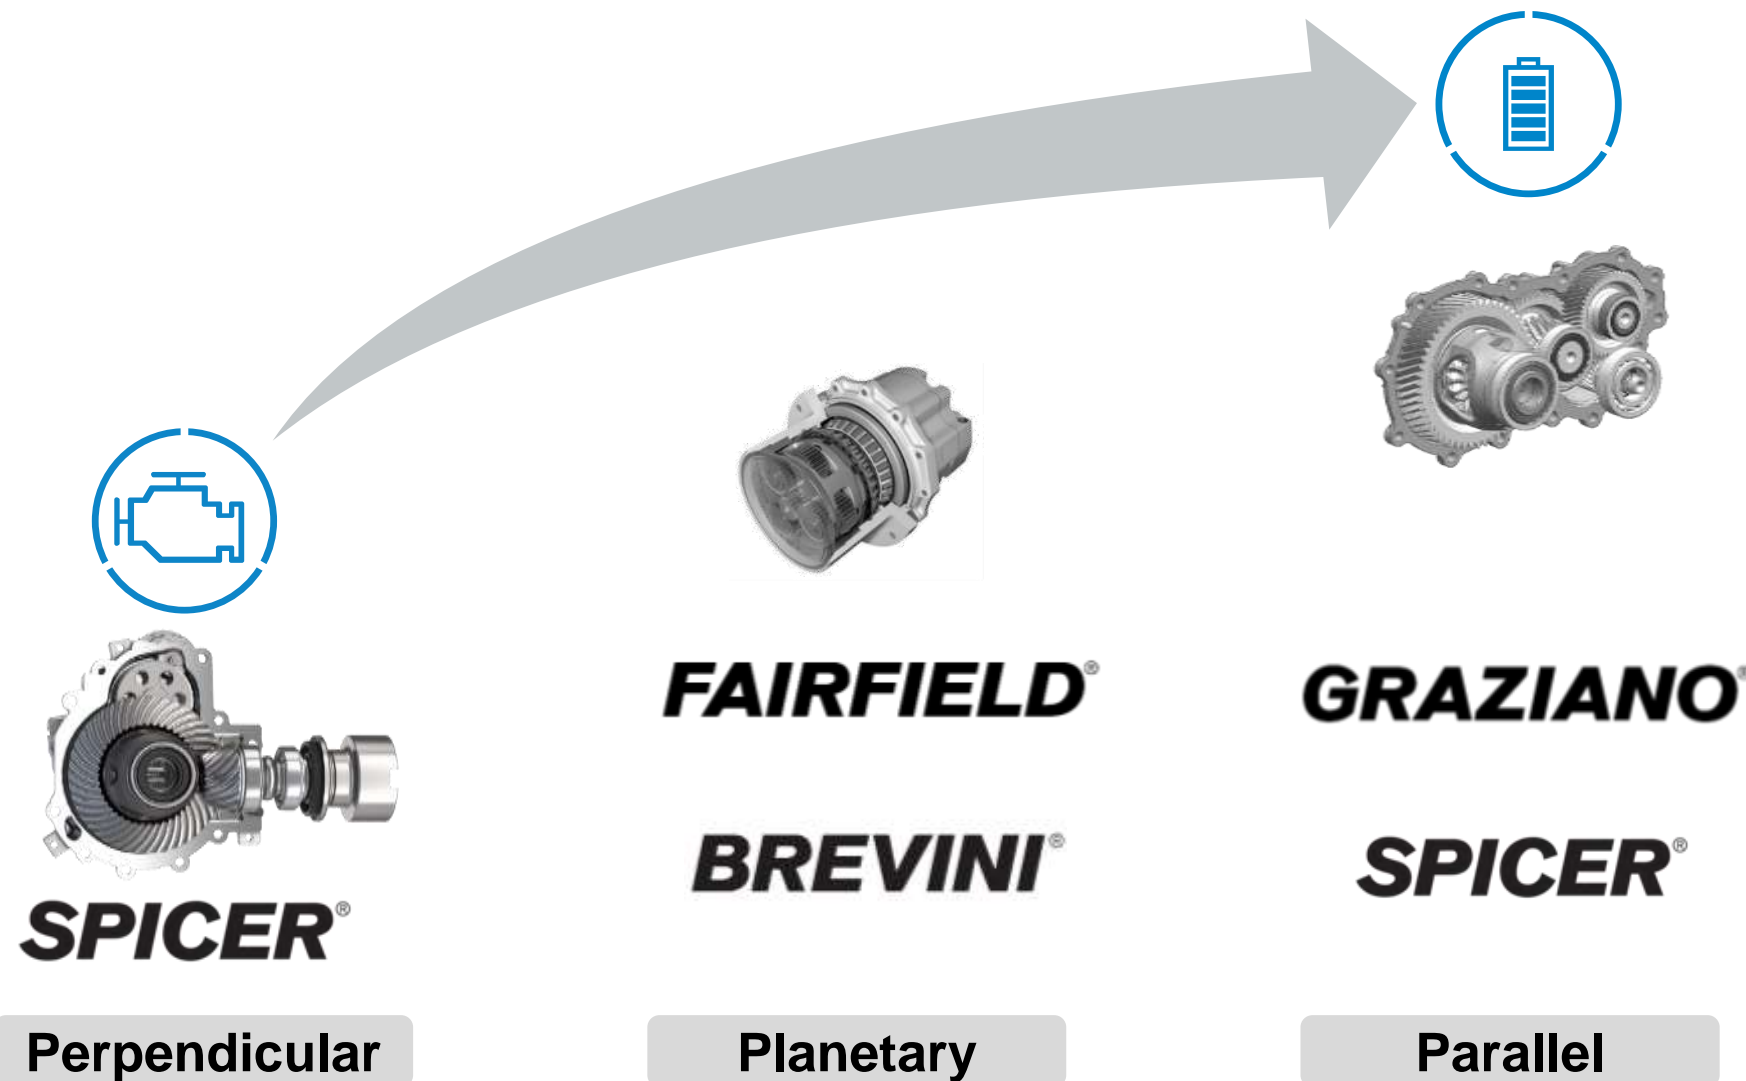 SPICER®
Perpendicular
FAIRFIELD®
BREVINI®
Planetary
GRAZIANO®
SPICER®
Parallel